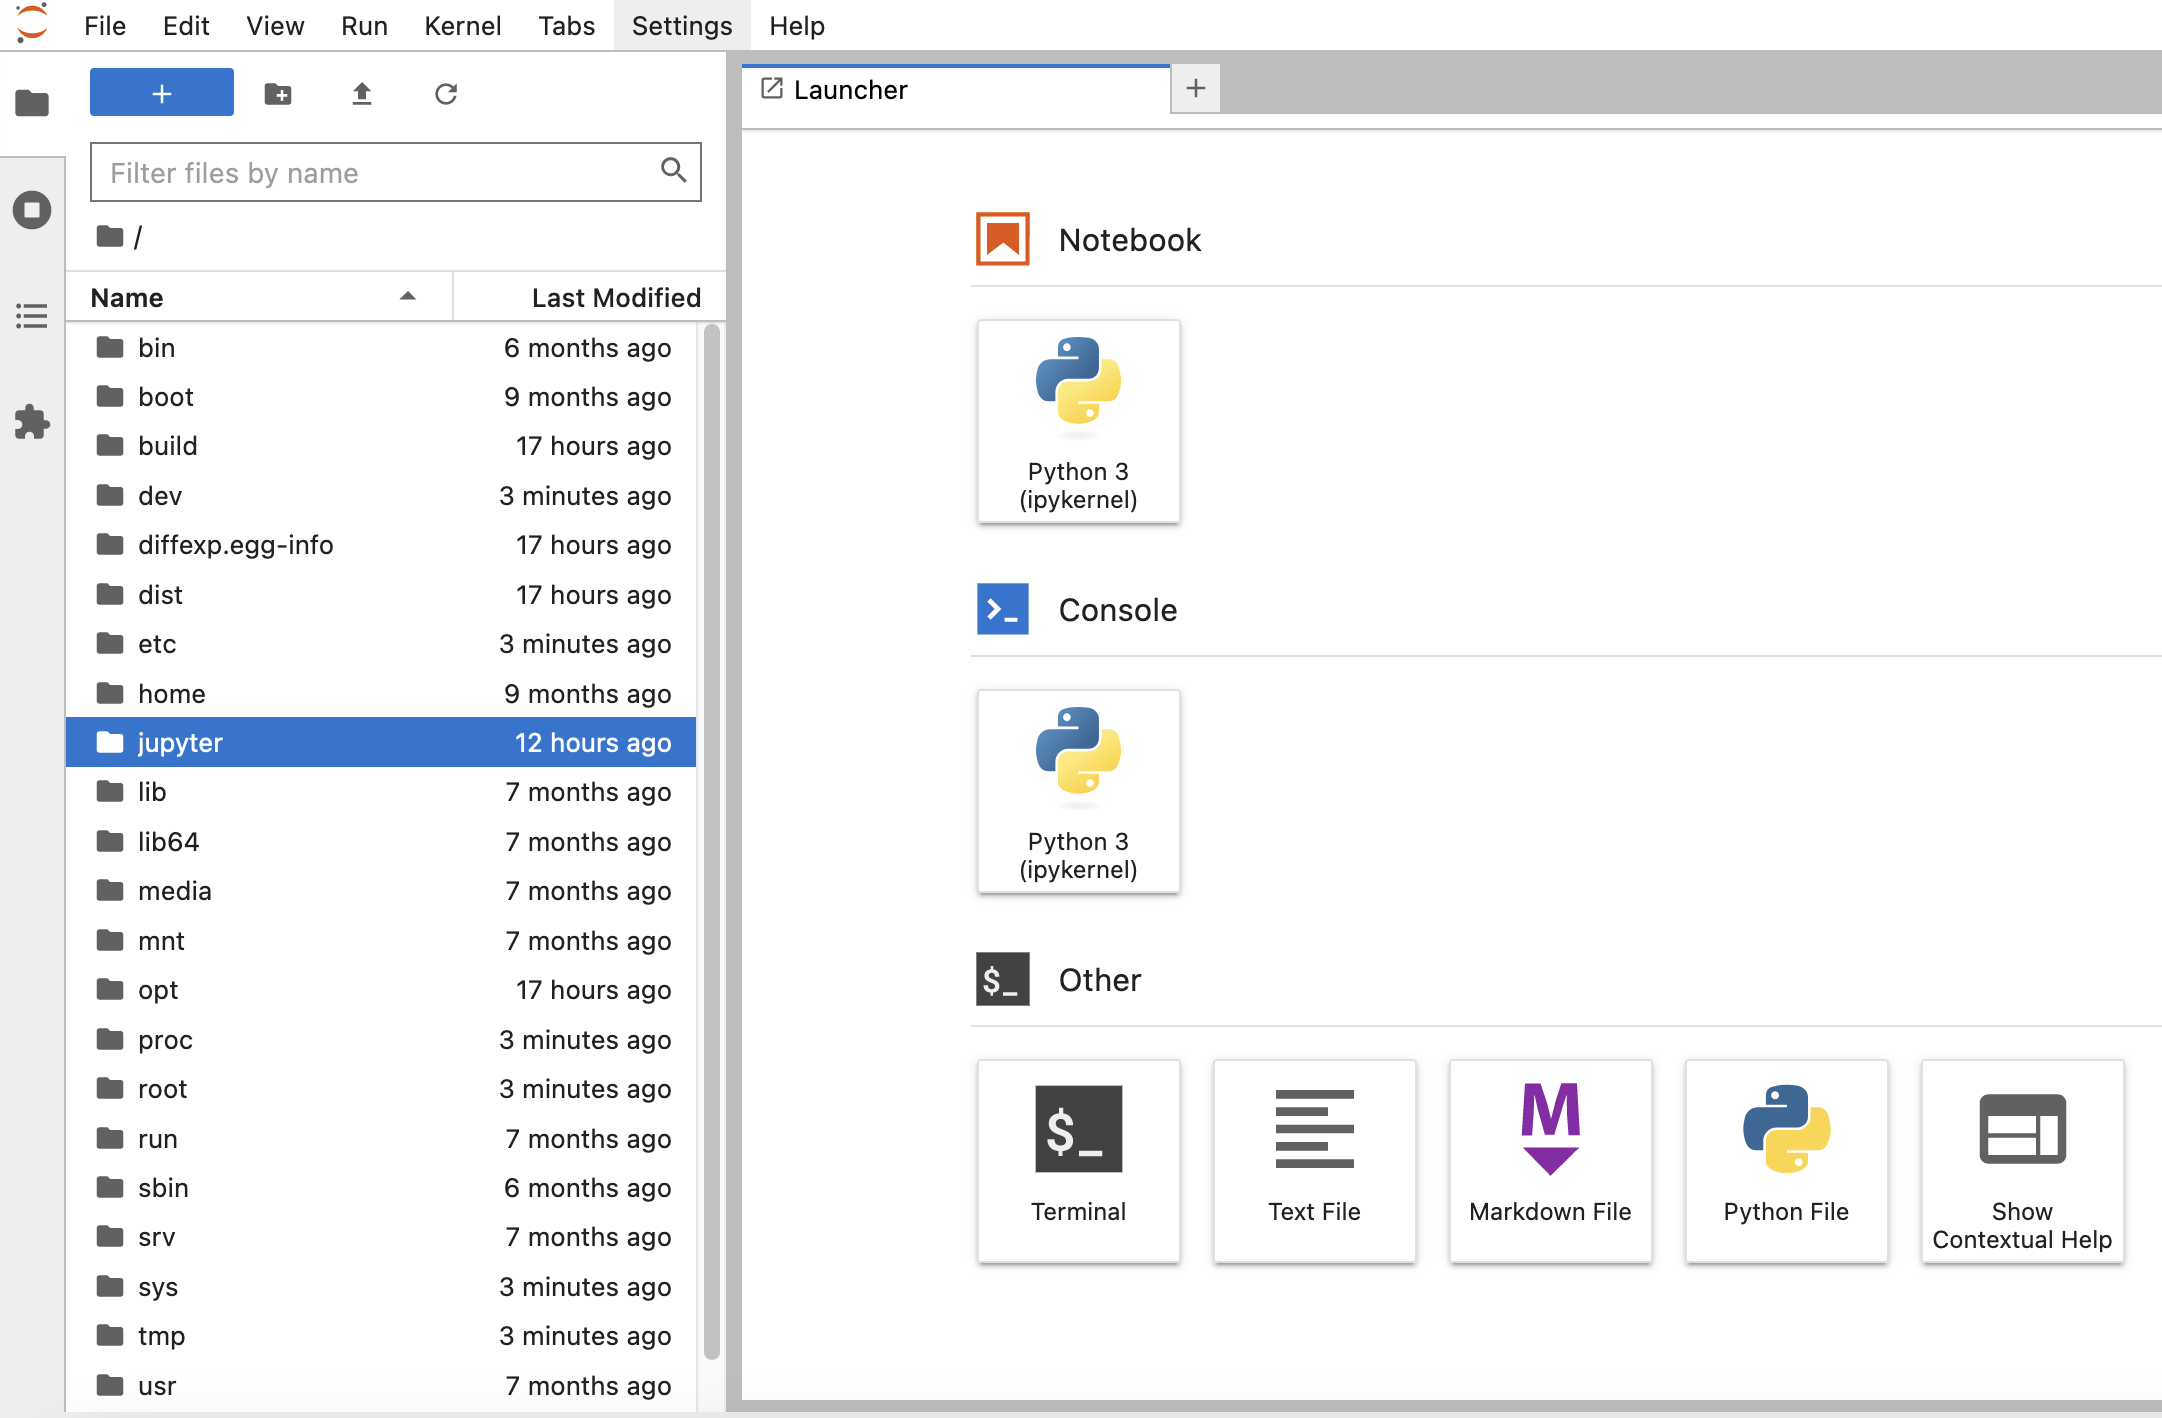 File Edit View Run Kernel Tabs Settings Help
+
Launcher
+
Filter files by name
/
Name Last Modified
bin 6 months ago
boot 9 months ago
build 17 hours ago
dev 3 minutes ago
diffexp.egg-info 17 hours ago
dist 17 hours ago
etc 3 minutes ago
home 9 months ago
jupyter 12 hours ago
lib 7 months ago
lib64 7 months ago
media 7 months ago
mnt 7 months ago
opt 17 hours ago
proc 3 minutes ago
root 3 minutes ago
run 7 months ago
sbin 6 months ago
srv 7 months ago
sys 3 minutes ago
tmp 3 minutes ago
usr 7 months ago
Notebook
Python 3
(ipykernel)
>_ Console
Python 3
(ipykernel)
$_ Other
$_
Terminal
Text File
M
Markdown File
Python File
Show
Contextual Help